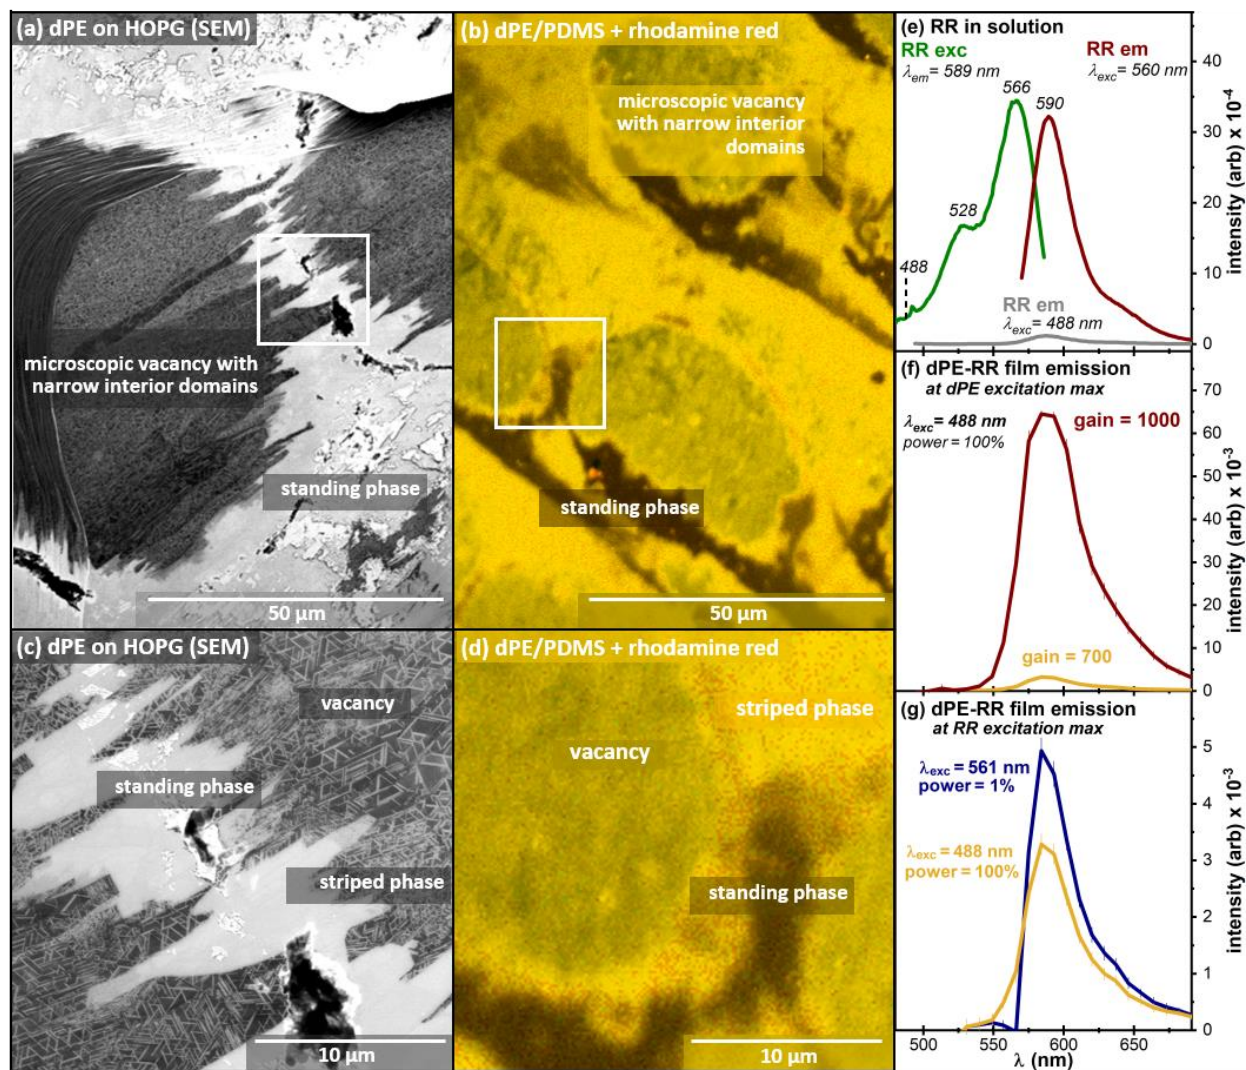 (a) dPE on HOPG (SEM)
microscopic vacancy with
narrow interior domains
standing phase
50 µm
(b) dPE/PDMS + rhodamine red
microscopic vacancy
with narrow interior
domains
standing phase
50 µm
(c) dPE on HOPG (SEM)
vacancy
standing phase
striped phase
10 µm
(d) dPE/PDMS + rhodamine red
striped phase
vacancy
standing phase
10 µm
(e) RR in solution
RR exc
λem = 589 nm
RR em
λexc = 560 nm
566
590
528
488
RR em
λexc = 488 nm
40
30
20
10
0
intensity (arb) x 10-4
(f) dPE-RR film emission
at dPE excitation max
λexc = 488 nm
power = 100%
gain = 1000
gain = 700
70
60
50
40
30
20
10
0
intensity (arb) x 10-3
(g) dPE-RR film emission
at RR excitation max
λexc = 561 nm
power = 1%
λexc = 488 nm
power = 100%
5
4
3
2
1
0
intensity (arb) x 10-3
500
550
600
650
λ (nm)